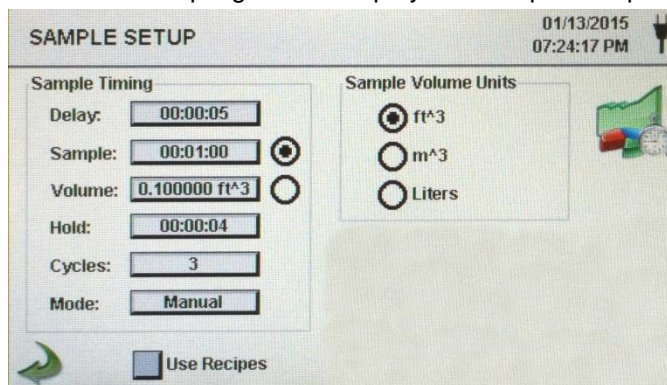 SAMPLE SETUP
01/13/2015
07:24:17 PM
Sample Timing
Delay: 00:00:05
Sample: 00:01:00
Volume: 0.100000 ft^3
Hold: 00:00:04
Cycles: 3
Mode: Manual
Use Recipes
Sample Volume Units
ft^3
m^3
Liters